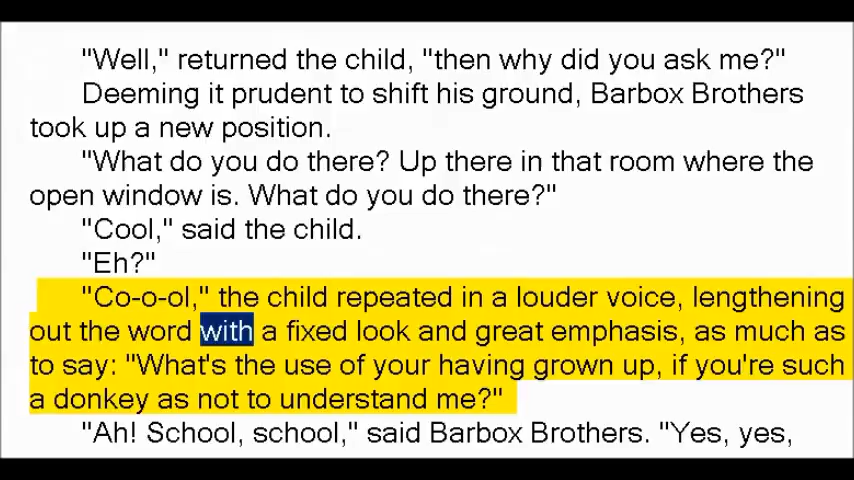 "Well," returned the child, "then why did you ask me?"
Deeming it prudent to shift his ground, Barbox Brothers
took up a new position.
"What do you do there? Up there in that room where the
open window is. What do you do there?"
"Cool," said the child.
"Eh?"
"Co-o-ol," the child repeated in a louder voice, lengthening
out the word with a fixed look and great emphasis, as much as
to say: "What's the use of your having grown up, if you're such
a donkey as not to understand me?"
"Ah! School, school," said Barbox Brothers. "Yes, yes,